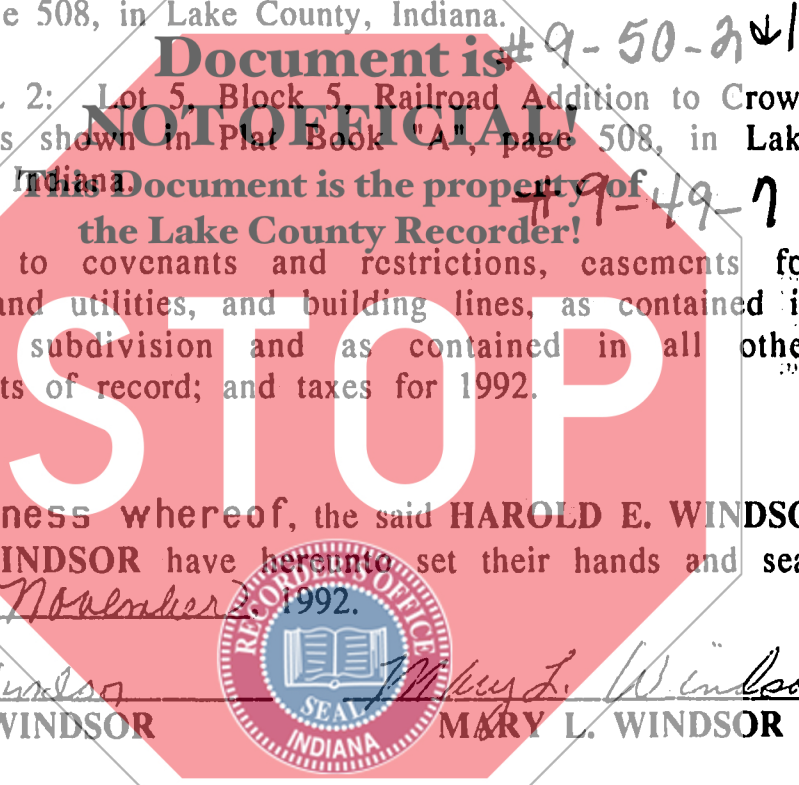 e 508, in Lake County, Indiana.
#9-50-2
Document is
L 2: Lot 5, Block 5, Railroad Addition to Crow
NOT OFFICIAL!
s shown in Plat Book "A", page 508, in Lak
Indiana.
This Document is the property of
#9-49-7
the Lake County Recorder!
to covenants and restrictions, easements fo
and utilities, and building lines, as contained i
subdivision and as contained in all othe
ts of record; and taxes for 1992.
STOP
ness whereof, the said HAROLD E. WINDSO
INDSOR have hereunto set their hands and sea
November, 1992.
RECORDER'S OFFICE
SEAL
INDIANA
Windsor
Mary L. Windso
WINDSOR
MARY L. WINDSOR